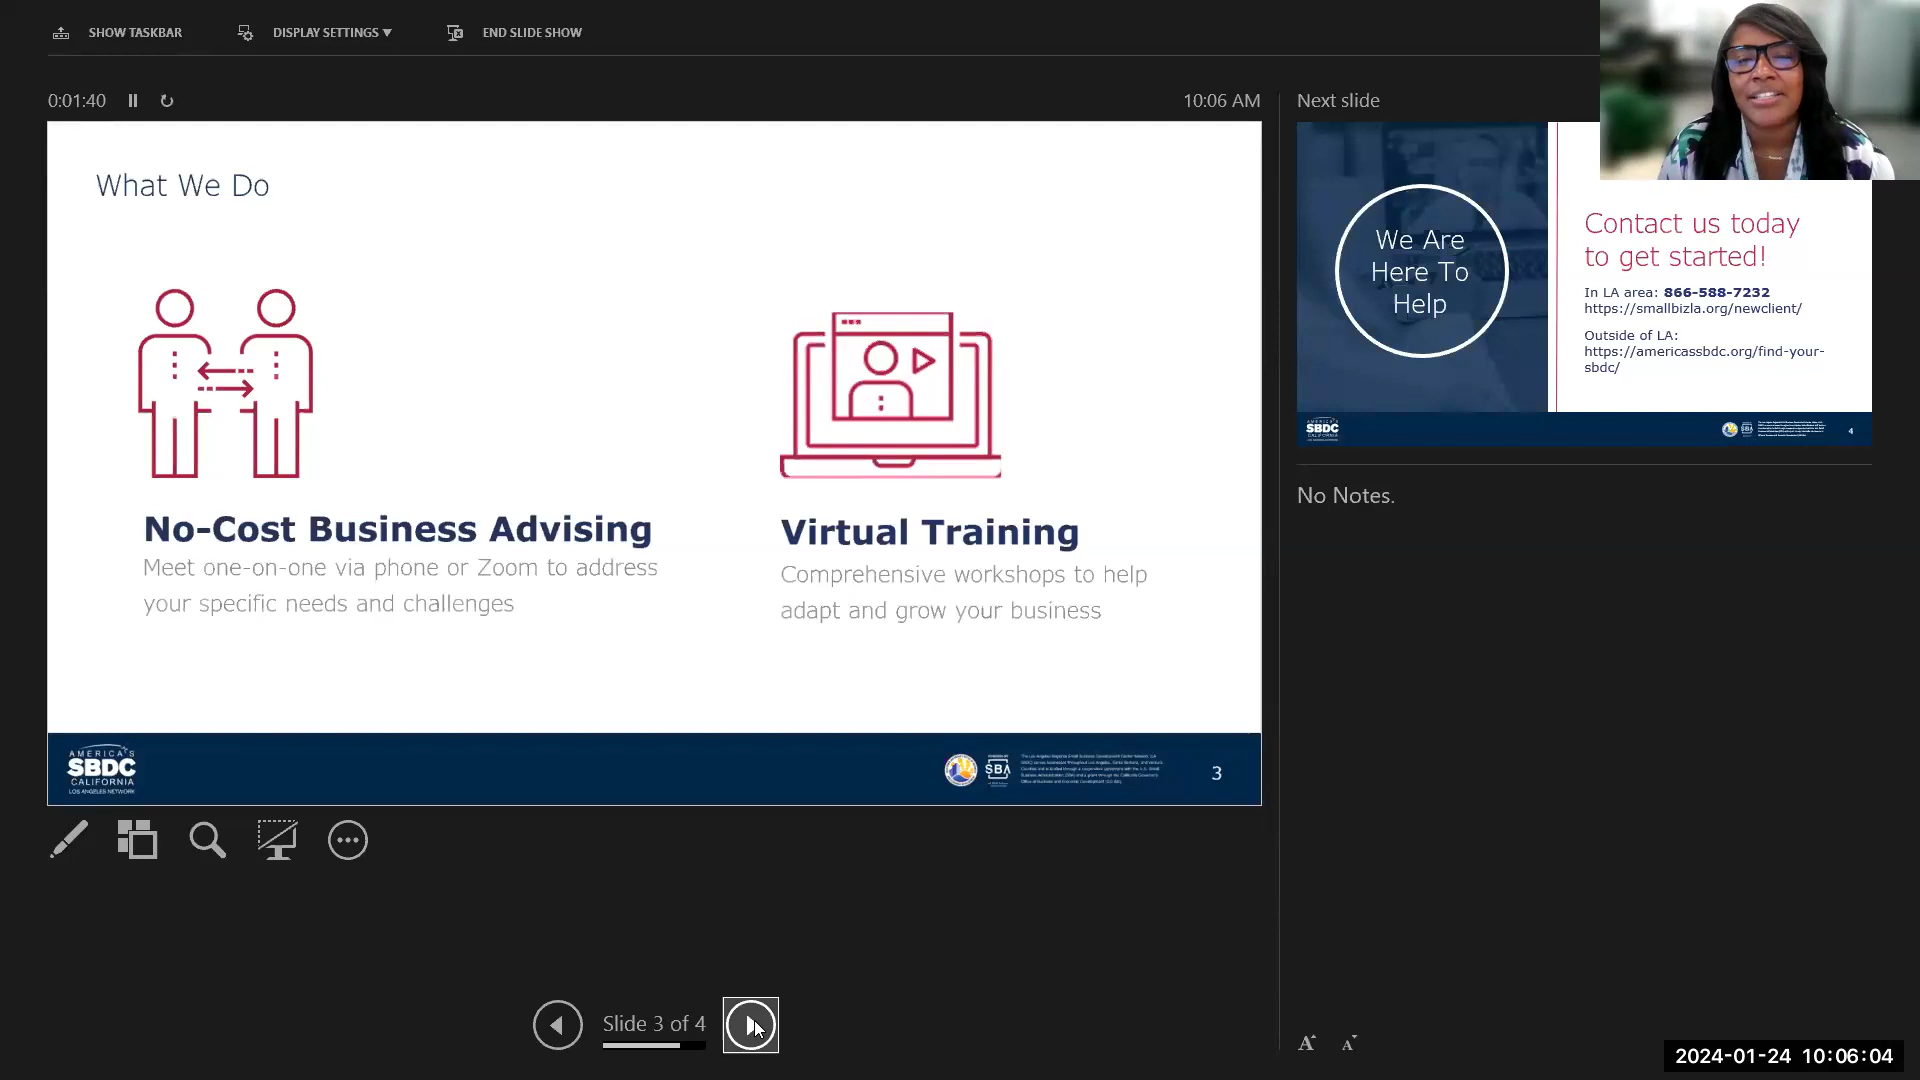 SHOW TASKBAR
DISPLAY SETTINGS
END SLIDE SHOW
0:01:40
10:06 AM
Next slide
What We Do
No-Cost Business Advising
Meet one-on-one via phone or Zoom to address
your specific needs and challenges
Virtual Training
Comprehensive workshops to help
adapt and grow your business
AMERICA'S
SBDC
CALIFORNIA
LOS ANGELES NETWORK
SBA
3
We Are
Here To
Help
Contact us today
to get started!
In LA area: 866-588-7232
https://smallbizla.org/newclient/
Outside of LA:
https://americassbdc.org/find-your-
sbdc/
AMERICA'S
SBDC
CALIFORNIA
SBA
4
No Notes.
Slide 3 of 4
A
A
2024-01-24 10:06:04